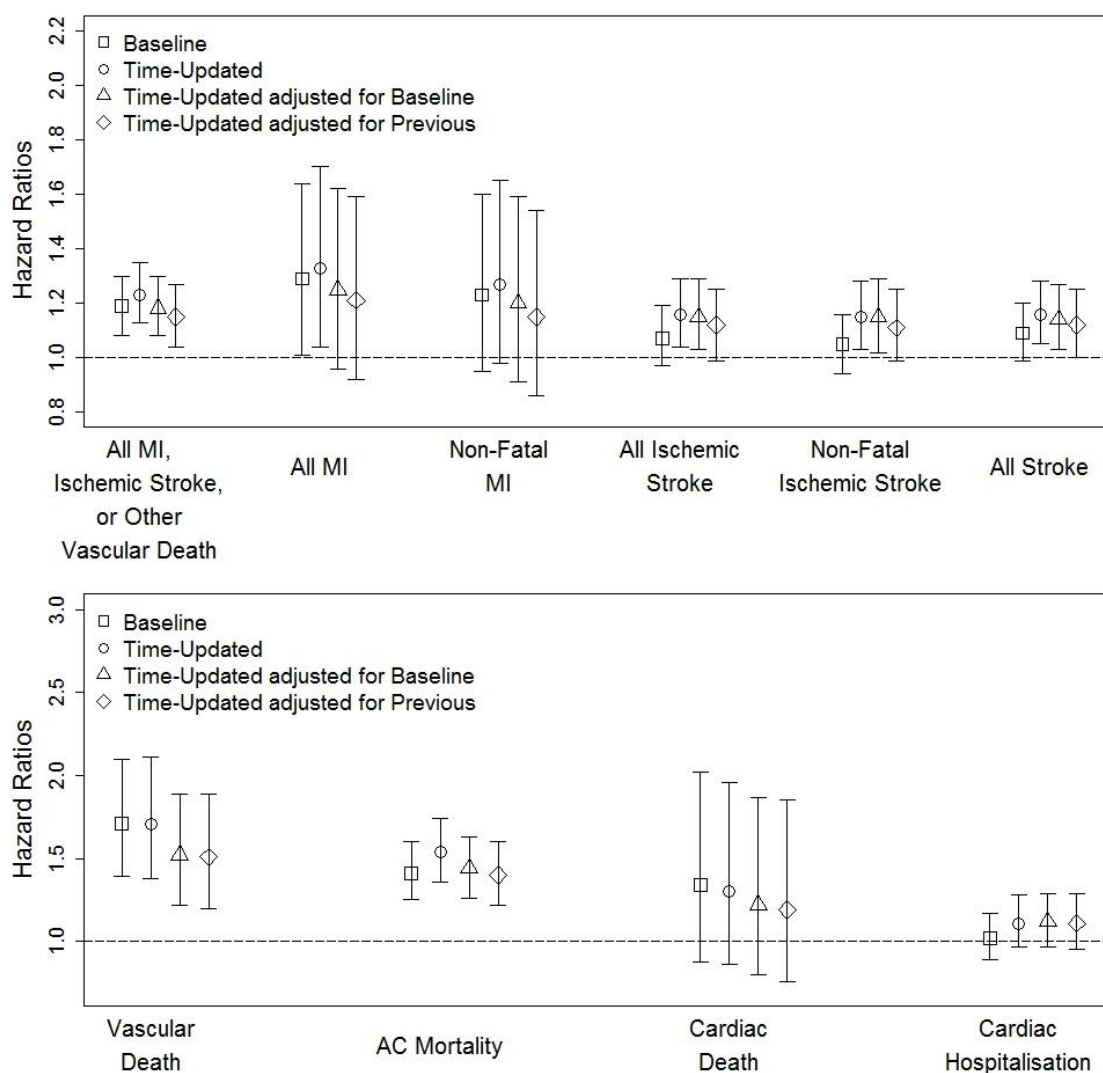 2.2
2.0
1.8
1.6
1.4
1.2
1.0
0.8
Hazard Ratios
Baseline
Time-Updated
Time-Updated adjusted for Baseline
Time-Updated adjusted for Previous
All MI,
Ischemic Stroke,
or Other
Vascular Death
All MI
Non-Fatal
MI
All Ischemic
Stroke
Non-Fatal
Ischemic Stroke
All Stroke
3.0
2.5
2.0
1.5
1.0
Hazard Ratios
Baseline
Time-Updated
Time-Updated adjusted for Baseline
Time-Updated adjusted for Previous
Vascular
Death
AC Mortality
Cardiac
Death
Cardiac
Hospitalisation